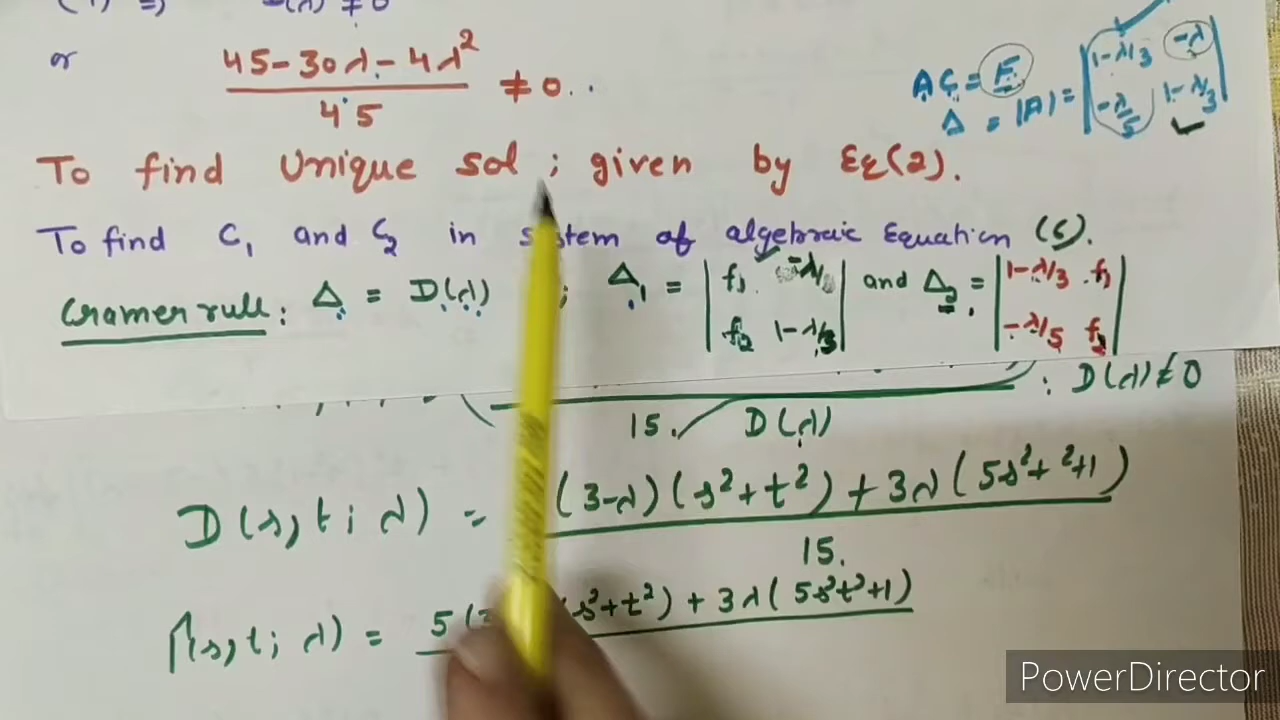 D(λ) ≠ 0
or 45-30λ-4λ² / 45 ≠ 0..
AC = F
Δ = |A| = | 1-λ/3 -λ |
| -λ/5 1-λ/3 |
To find Unique sol ; given by Eq(2).
To find C₁ and C₂ in system of algebraic Equation (5).
Cramer rule : Δ = D(λ) ; Δ₁ = | f₁ -λ | and Δ₂ = | 1-λ/3 f₁ |
| f₂ 1-λ/3 | | -λ/5 f₂ |
15. D(λ) : D(λ)≠0
D(s,t;λ) = (3-λ)(s²+t²) + 3λ(5s²t²+1) / 15.
Γ(s,t;λ) = 5( s²+t²) + 3λ( 5s²t²+1)
PowerDirector